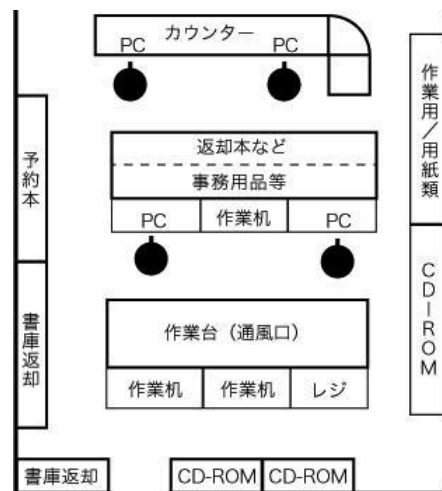 カウンター
PC
PC
作業用/用紙類
予約本
返却本など
事務用品等
PC
作業机
PC
書庫返却
CD-ROM
作業台（通風口）
作業机
作業机
レジ
書庫返却
CD-ROM
CD-ROM